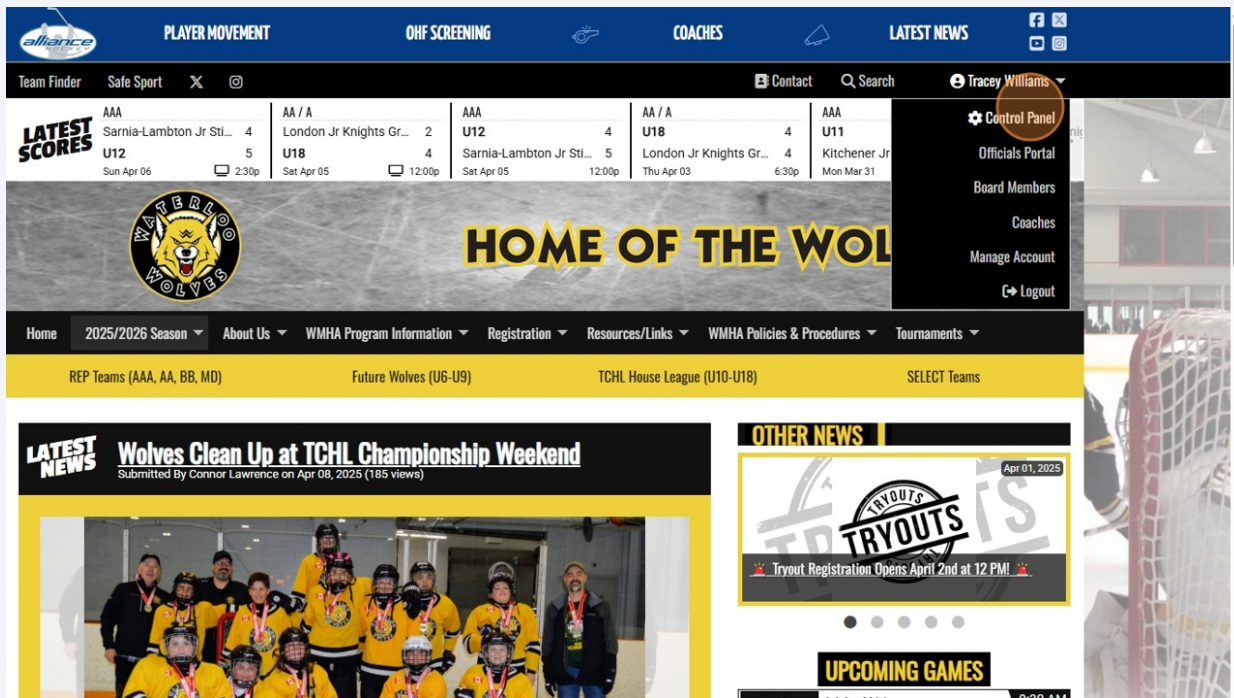 alliance
HOCKEY
PLAYER MOVEMENT
OHF SCREENING
COACHES
LATEST NEWS
Team Finder
Safe Sport
Contact
Search
Tracey Williams
LATEST
SCORES
AAA
Sarnia-Lambton Jr Sti... 4
U12 5
Sun Apr 06 2:30p
AA / A
London Jr Knights Gr... 2
U18 4
Sat Apr 05 12:00p
AAA
U12 4
Sarnia-Lambton Jr Sti... 5
Sat Apr 05 12:00p
AA / A
U18 4
London Jr Knights Gr... 4
Thu Apr 03 6:30p
AAA
U11
Kitchener Jr
Mon Mar 31
Control Panel
Officials Portal
Board Members
Coaches
Manage Account
Logout
WATERLOO
WOLVES
HOME OF THE WOL
Home
2025/2026 Season
About Us
WMHA Program Information
Registration
Resources/Links
WMHA Policies & Procedures
Tournaments
REP Teams (AAA, AA, BB, MD)
Future Wolves (U6-U9)
TCHL House League (U10-U18)
SELECT Teams
LATEST
NEWS
Wolves Clean Up at TCHL Championship Weekend
Submitted By Connor Lawrence on Apr 08, 2025 (185 views)
OTHER NEWS
Apr 01, 2025
TRYOUTS
TRYOUTS
🚨 Tryout Registration Opens April 2nd at 12 PM! 🚨
UPCOMING GAMES